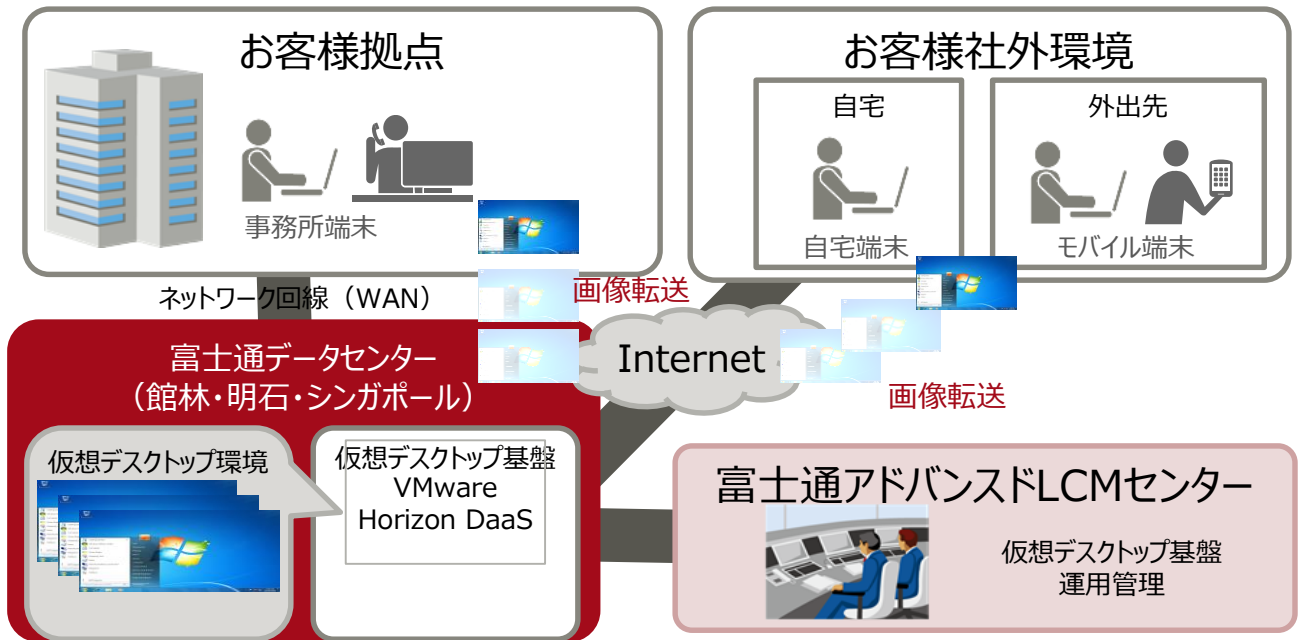 お客様拠点
事務所端末
お客様社外環境
自宅
自宅端末
外出先
モバイル端末
ネットワーク回線（WAN）
画像転送
Internet
画像転送
富士通データセンター
（館林・明石・シンガポール）
仮想デスクトップ環境
仮想デスクトップ基盤
VMware
Horizon DaaS
富士通アドバンスドLCMセンター
仮想デスクトップ基盤
運用管理